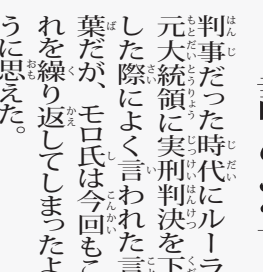 判事だった時代にルーラ
元大統領に実刑判決を下
した際によく言われた言
葉だが、モロ氏は今回もこ
れを繰り返してしまったよ
うに思えた。